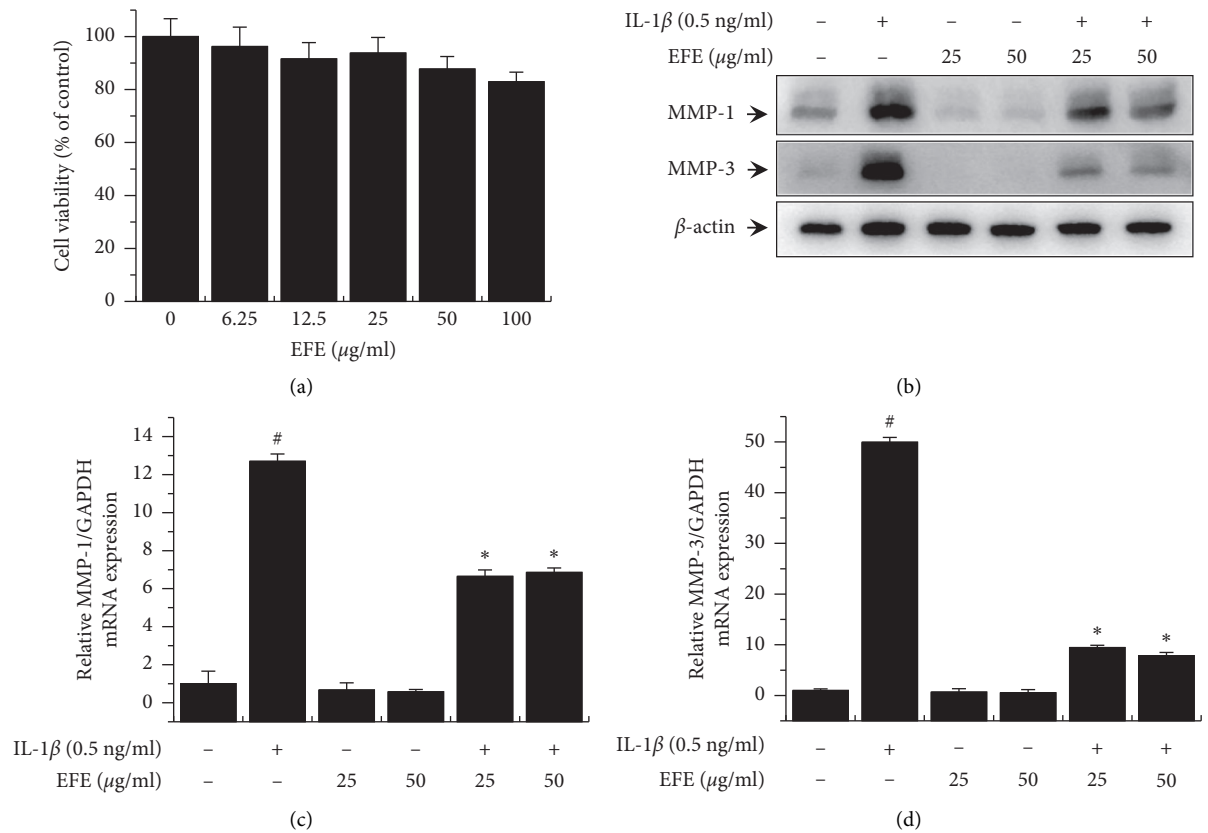 Cell viability (% of control)
100
80
60
40
20
0
0 6.25 12.5 25 50 100
EFE (μg/ml)
(a)
IL-1β (0.5 ng/ml) – + – – + +
EFE (μg/ml) – – 25 50 25 50
MMP-1
MMP-3
β-actin
(b)
Relative MMP-1/GAPDH
mRNA expression
14
12
10
8
6
4
2
0
#
*
*
IL-1β (0.5 ng/ml) – + – – + +
EFE (μg/ml) – – 25 50 25 50
(c)
Relative MMP-3/GAPDH
mRNA expression
50
40
30
20
10
0
#
*
*
IL-1β (0.5 ng/ml) – + – – + +
EFE (μg/ml) – – 25 50 25 50
(d)